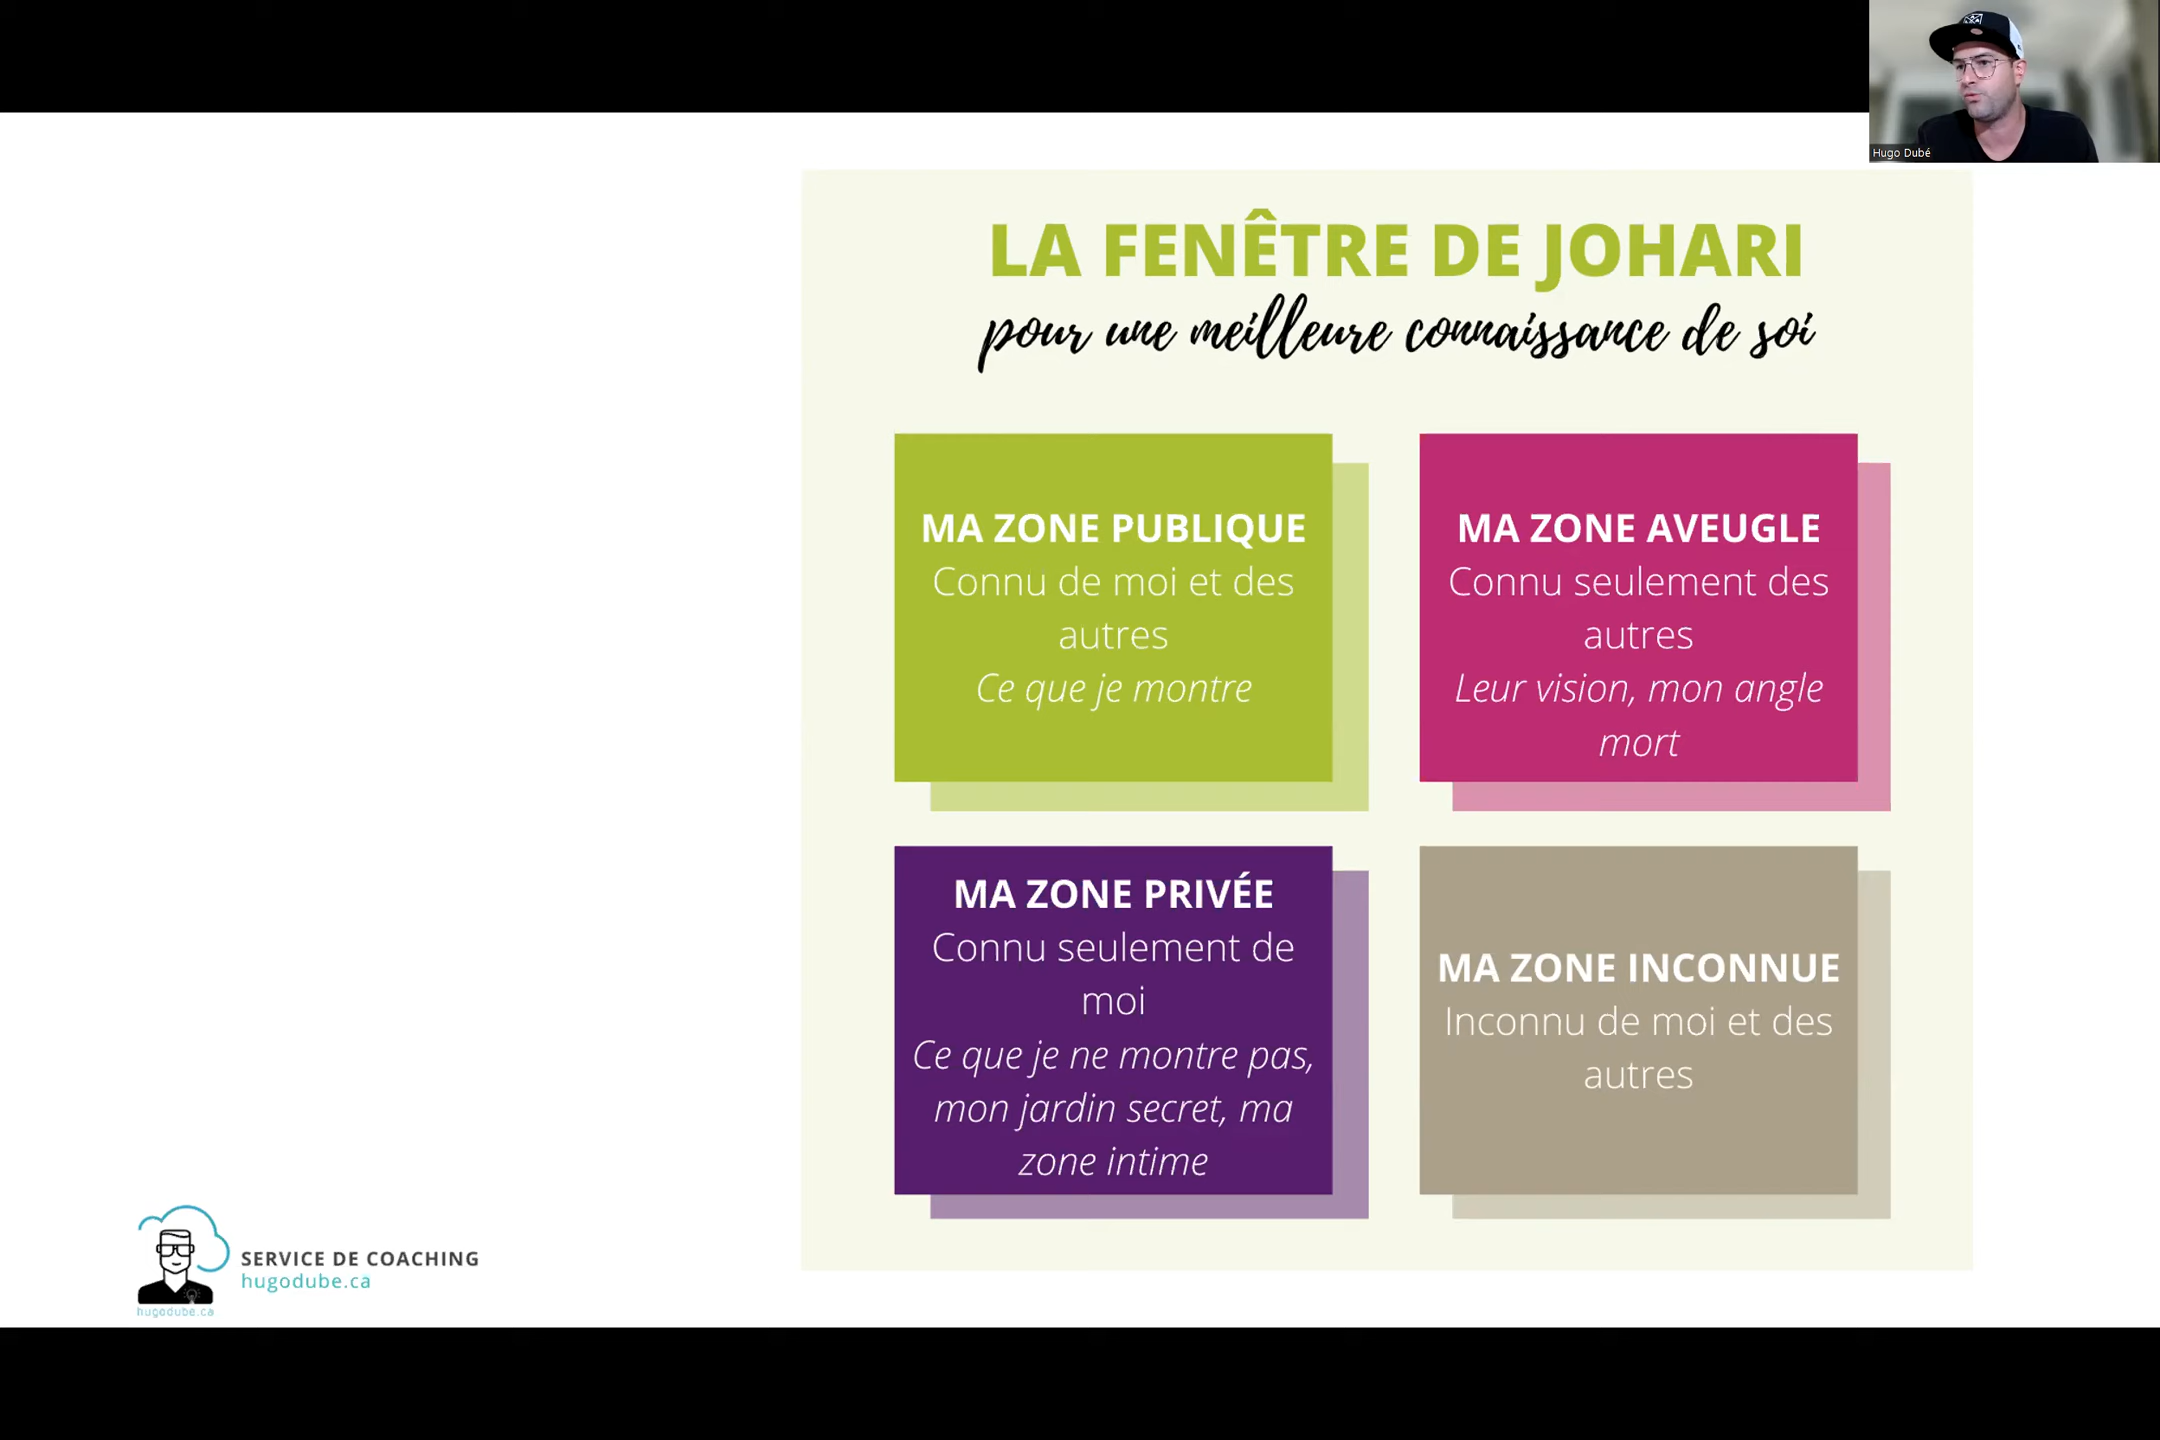 Hugo Dubé
LA FENÊTRE DE JOHARI
pour une meilleure connaissance de soi
MA ZONE PUBLIQUE
Connu de moi et des
autres
Ce que je montre
MA ZONE AVEUGLE
Connu seulement des
autres
Leur vision, mon angle
mort
MA ZONE PRIVÉE
Connu seulement de
moi
Ce que je ne montre pas,
mon jardin secret, ma
zone intime
MA ZONE INCONNUE
Inconnu de moi et des
autres
SERVICE DE COACHING
hugodube.ca
hugodube.ca